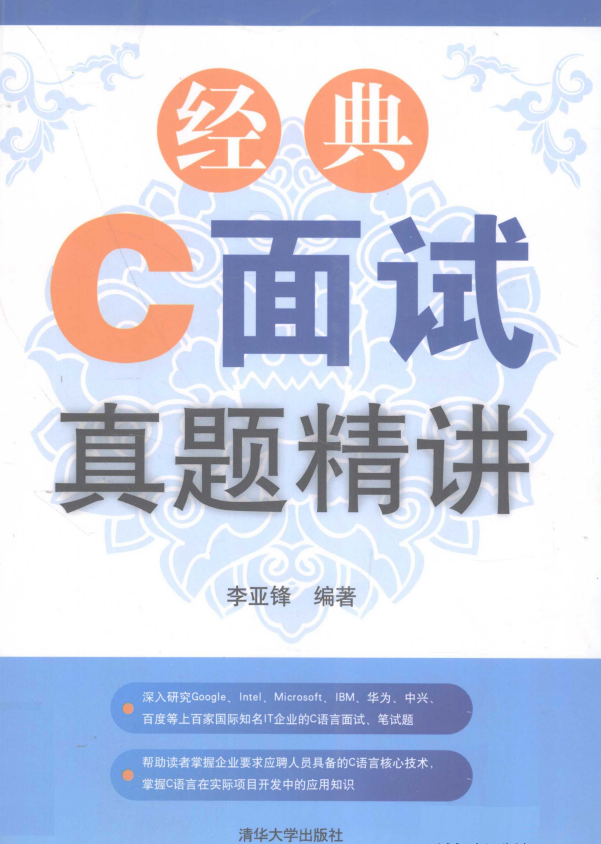 经典
C面试
真题精讲
李亚锋 编著
深入研究Google、Intel、Microsoft、IBM、华为、中兴、
百度等上百家国际知名IT企业的C语言面试、笔试题
帮助读者掌握企业要求应聘人员具备的C语言核心技术，
掌握C语言在实际项目开发中的应用知识
清华大学出版社